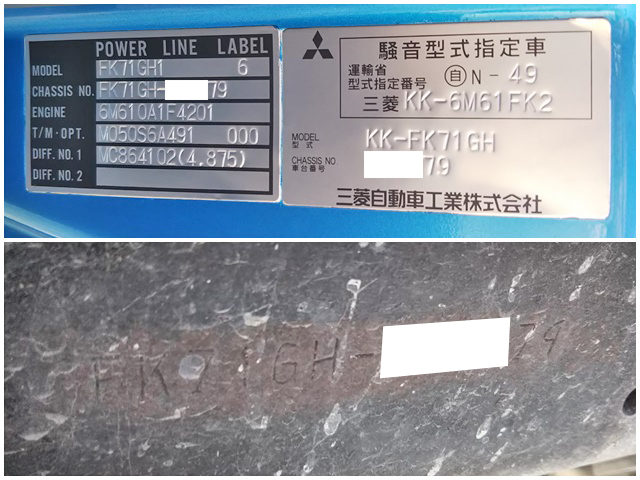 POWER LINE LABEL
MODEL FK71GH1 6
CHASSIS NO. FK71GH- 79
ENGINE 6M610A1F4201
T/M・OPT. M050S6A491 000
DIFF. NO. 1 MC864102(4.875)
DIFF. NO. 2
騒音型式指定車
運輸省
型式指定番号 自 N - 49
三菱 KK-6M61FK2
MODEL
型式 KK-FK71GH
CHASSIS NO.
車台番号 79
三菱自動車工業株式会社
FK71GH- 79